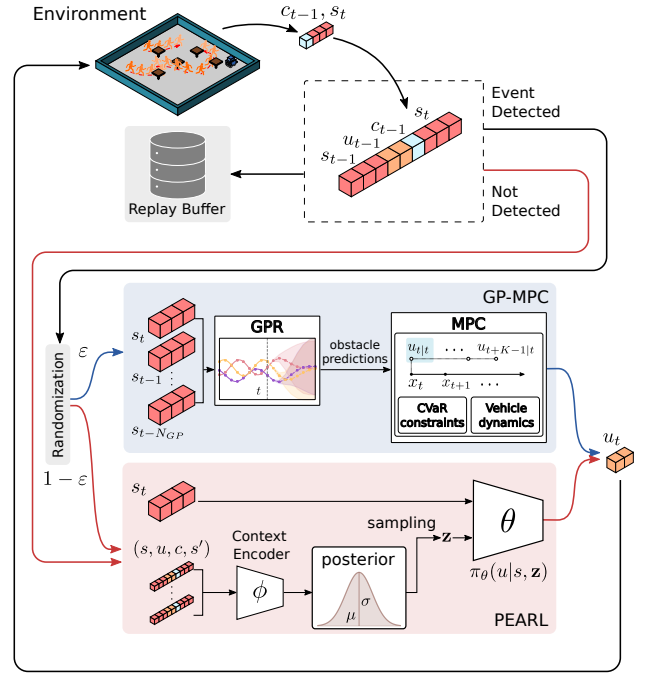 Environment
c_{t−1}, s_t
Event
Detected
s_t
c_{t−1}
u_{t−1}
s_{t−1}
Not
Detected
Replay Buffer
GP-MPC
Randomization
ε
1 − ε
s_t
s_{t−1}
s_{t−N_{GP}}
GPR
t
obstacle
predictions
MPC
u_{t|t} ··· u_{t+K−1|t}
x_t x_{t+1} ···
CVaR
constraints
Vehicle
dynamics
u_t
s_t
(s, u, c, s′)
Context
Encoder
ϕ
posterior
μ σ
sampling
z
θ
π_θ(u|s, z)
PEARL